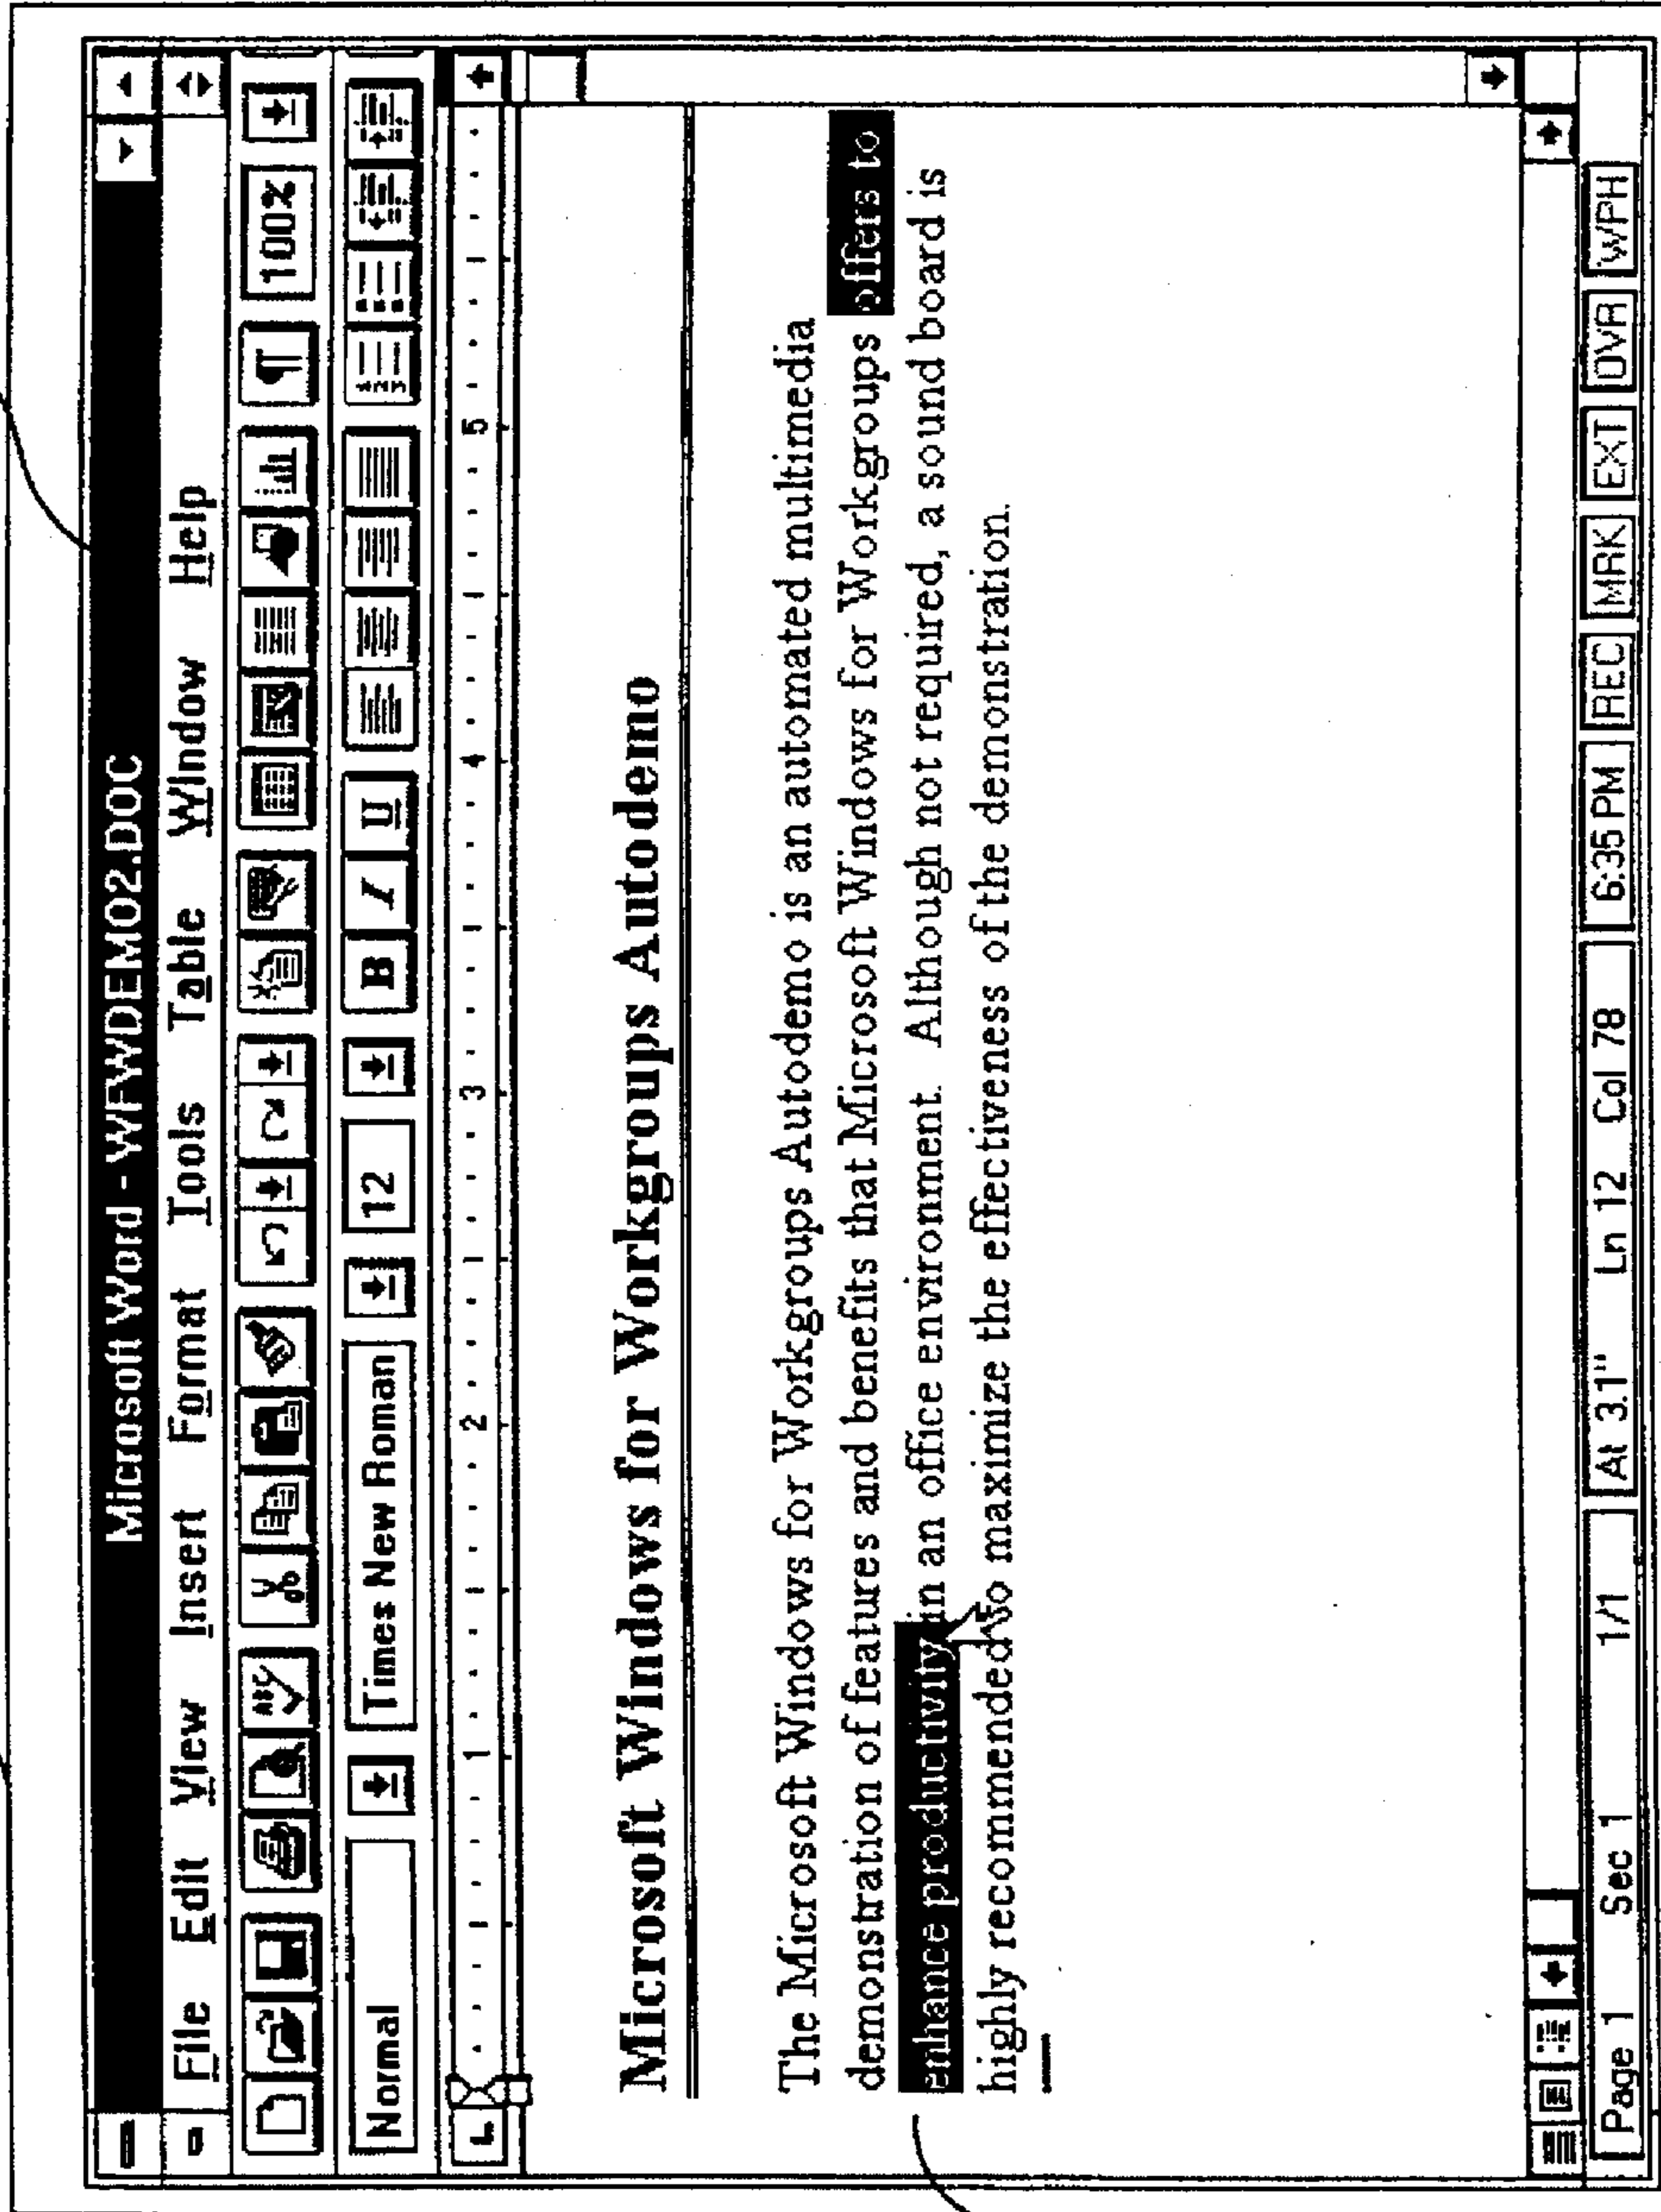 Microsoft Word - WFWDEMO2.DOC
File Edit View Insert Format Tools Table Window Help
ABC 100%
Normal Times New Roman 12 B I U
1 2 3 4 5
Microsoft Windows for Workgroups Autodemo
The Microsoft Windows for Workgroups Autodemo is an automated multimedia
demonstration of features and benefits that Microsoft Windows for Workgroups offers to
enhance productivity in an office environment. Although not required, a sound board is
highly recommended to maximize the effectiveness of the demonstration.
Page 1 Sec 1 1/1 At 3.1" Ln 12 Col 78 6:35 PM REC MRK EXT OVR WPH